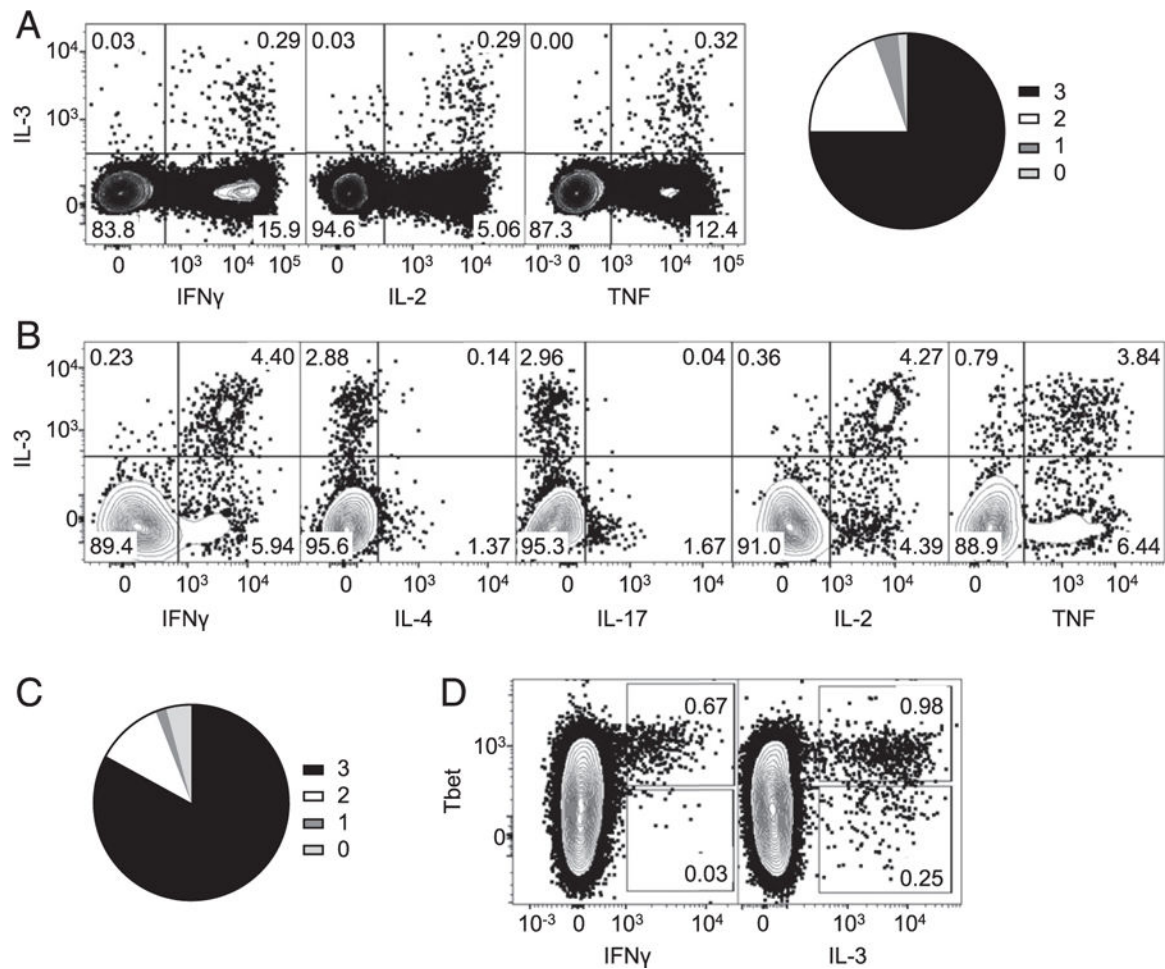 A
0.03 0.29 0.03 0.29 0.00 0.32
10⁴
10³
0
IL-3
83.8 15.9 94.6 5.06 87.3 12.4
0 10³ 10⁴ 10⁵ 0 10³ 10⁴ 10⁻³ 0 10³ 10⁴ 10⁵
IFNγ IL-2 TNF
3
2
1
0
B
0.23 4.40 2.88 0.14 2.96 0.04 0.36 4.27 0.79 3.84
10⁴
10³
0
IL-3
89.4 5.94 95.6 1.37 95.3 1.67 91.0 4.39 88.9 6.44
0 10³ 10⁴ 0 10³ 10⁴ 0 10³ 10⁴ 0 10³ 10⁴ 0 10³ 10⁴
IFNγ IL-4 IL-17 IL-2 TNF
C
3
2
1
0
D
0.67 0.98
10³
0
Tbet
0.03 0.25
10⁻³ 0 10³ 10⁴ 0 10³ 10⁴
IFNγ IL-3